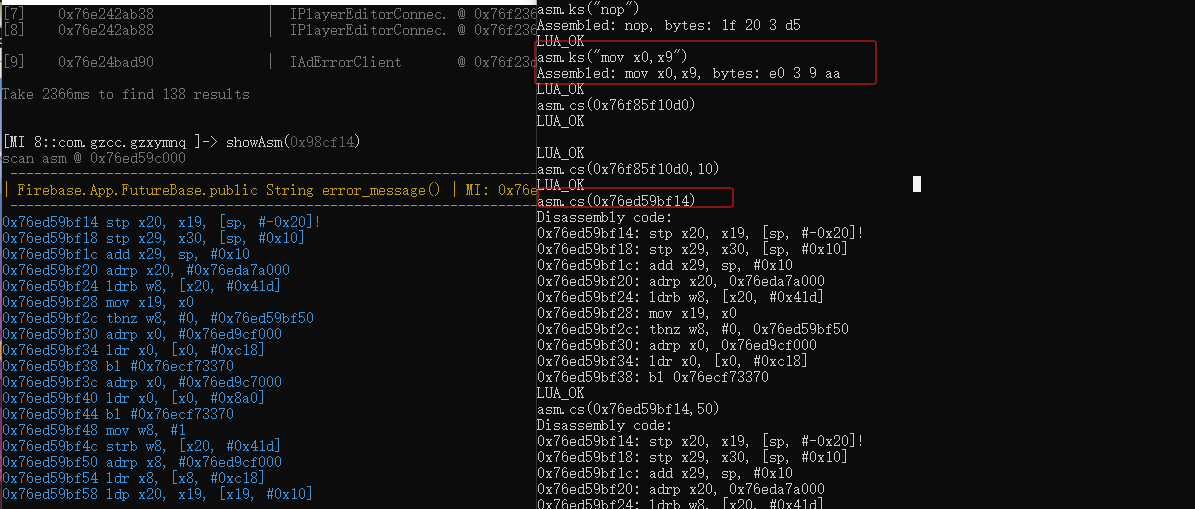 [7]    0x76e242ab38    |  IPlayerEditorConnec. @ 0x76f236
[8]    0x76e242ab88    |  IPlayerEditorConnec. @ 0x76f236
[9]    0x76e24bad90    |  IAdErrorClient       @ 0x76f23d
Take 2366ms to find 138 results
[MI 8::com.gzcc.gzxymnq ]-> showAsm(0x98cf14)
scan asm @ 0x76ed59c000
| Firebase.App.FutureBase.public String error_message() | MI: 0x76e
0x76ed59bf14 stp x20, x19, [sp, #-0x20]!
0x76ed59bf18 stp x29, x30, [sp, #0x10]
0x76ed59bf1c add x29, sp, #0x10
0x76ed59bf20 adrp x20, #0x76eda7a000
0x76ed59bf24 ldrb w8, [x20, #0x41d]
0x76ed59bf28 mov x19, x0
0x76ed59bf2c tbnz w8, #0, #0x76ed59bf50
0x76ed59bf30 adrp x0, #0x76ed9cf000
0x76ed59bf34 ldr x0, [x0, #0xc18]
0x76ed59bf38 bl #0x76ecf73370
0x76ed59bf3c adrp x0, #0x76ed9c7000
0x76ed59bf40 ldr x0, [x0, #0x8a0]
0x76ed59bf44 bl #0x76ecf73370
0x76ed59bf48 mov w8, #1
0x76ed59bf4c strb w8, [x20, #0x41d]
0x76ed59bf50 adrp x8, #0x76ed9cf000
0x76ed59bf54 ldr x8, [x8, #0xc18]
0x76ed59bf58 ldp x20, x19, [x19, #0x10]
asm.ks("nop")
Assembled: nop, bytes: 1f 20 3 d5
LUA_OK
asm.ks("mov x0,x9")
Assembled: mov x0,x9, bytes: e0 3 9 aa
LUA_OK
asm.cs(0x76f85f10d0)
LUA_OK
LUA_OK
asm.cs(0x76f85f10d0,10)
LUA_OK
asm.cs(0x76ed59bf14)
Disassembly code:
0x76ed59bf14: stp x20, x19, [sp, #-0x20]!
0x76ed59bf18: stp x29, x30, [sp, #0x10]
0x76ed59bf1c: add x29, sp, #0x10
0x76ed59bf20: adrp x20, 0x76eda7a000
0x76ed59bf24: ldrb w8, [x20, #0x41d]
0x76ed59bf28: mov x19, x0
0x76ed59bf2c: tbnz w8, #0, 0x76ed59bf50
0x76ed59bf30: adrp x0, 0x76ed9cf000
0x76ed59bf34: ldr x0, [x0, #0xc18]
0x76ed59bf38: bl 0x76ecf73370
LUA_OK
asm.cs(0x76ed59bf14,50)
Disassembly code:
0x76ed59bf14: stp x20, x19, [sp, #-0x20]!
0x76ed59bf18: stp x29, x30, [sp, #0x10]
0x76ed59bf1c: add x29, sp, #0x10
0x76ed59bf20: adrp x20, 0x76eda7a000
0x76ed59bf24: ldrb w8, [x20, #0x41d]